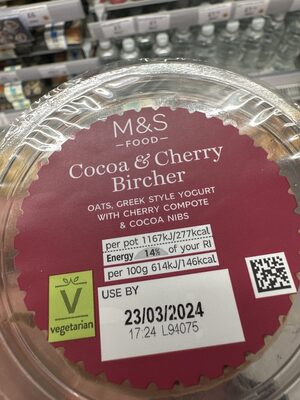 M&S
FOOD
Cocoa & Cherry
Bircher
OATS, GREEK STYLE YOGURT
WITH CHERRY COMPOTE
& COCOA NIBS
per pot 1167kJ/277kcal
Energy 14% of your RI
per 100g 614kJ/146kcal
V
vegetarian
USE BY
23/03/2024
17:24 L94075